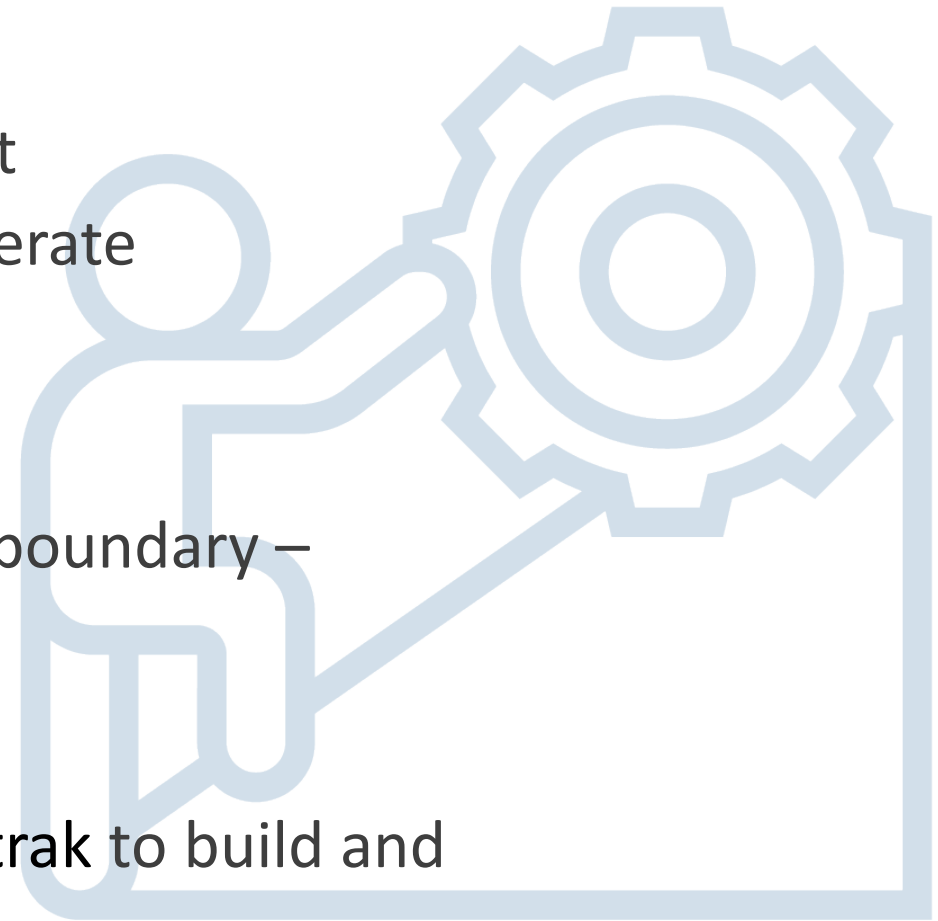 t
erate
boundary –
trak to build and